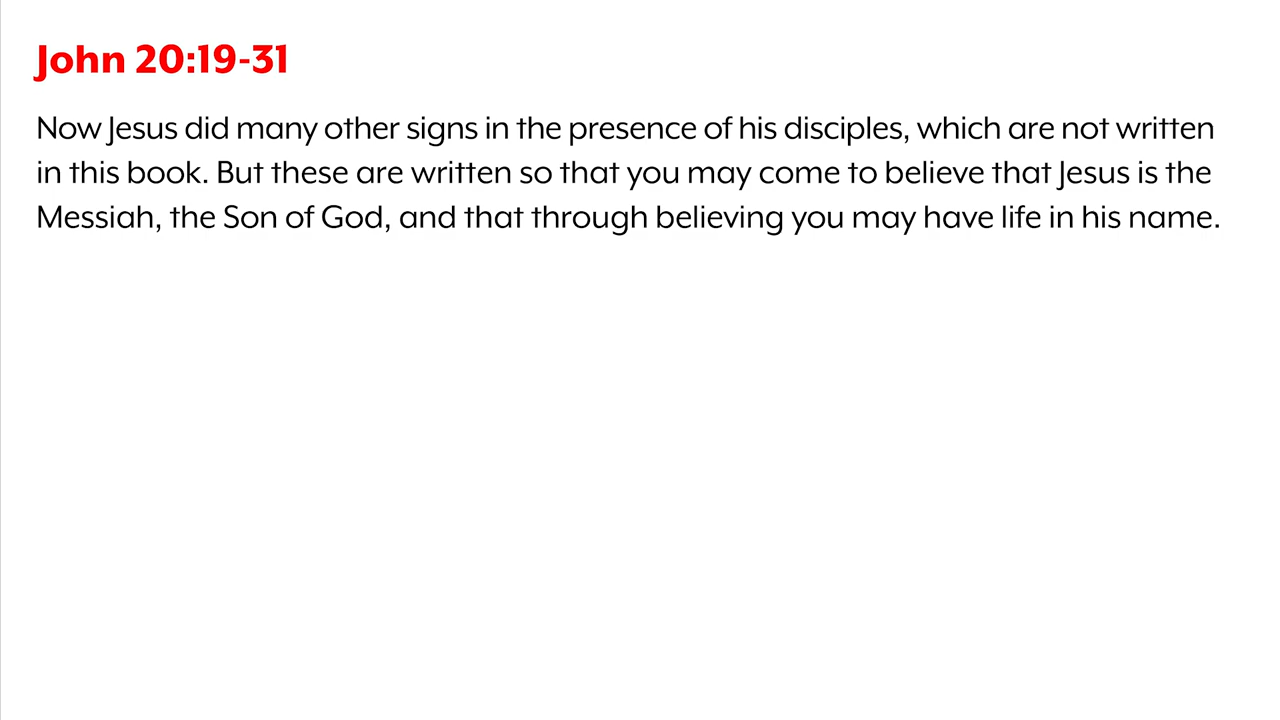 John 20:19-31
Now Jesus did many other signs in the presence of his disciples, which are not written
in this book. But these are written so that you may come to believe that Jesus is the
Messiah, the Son of God, and that through believing you may have life in his name.